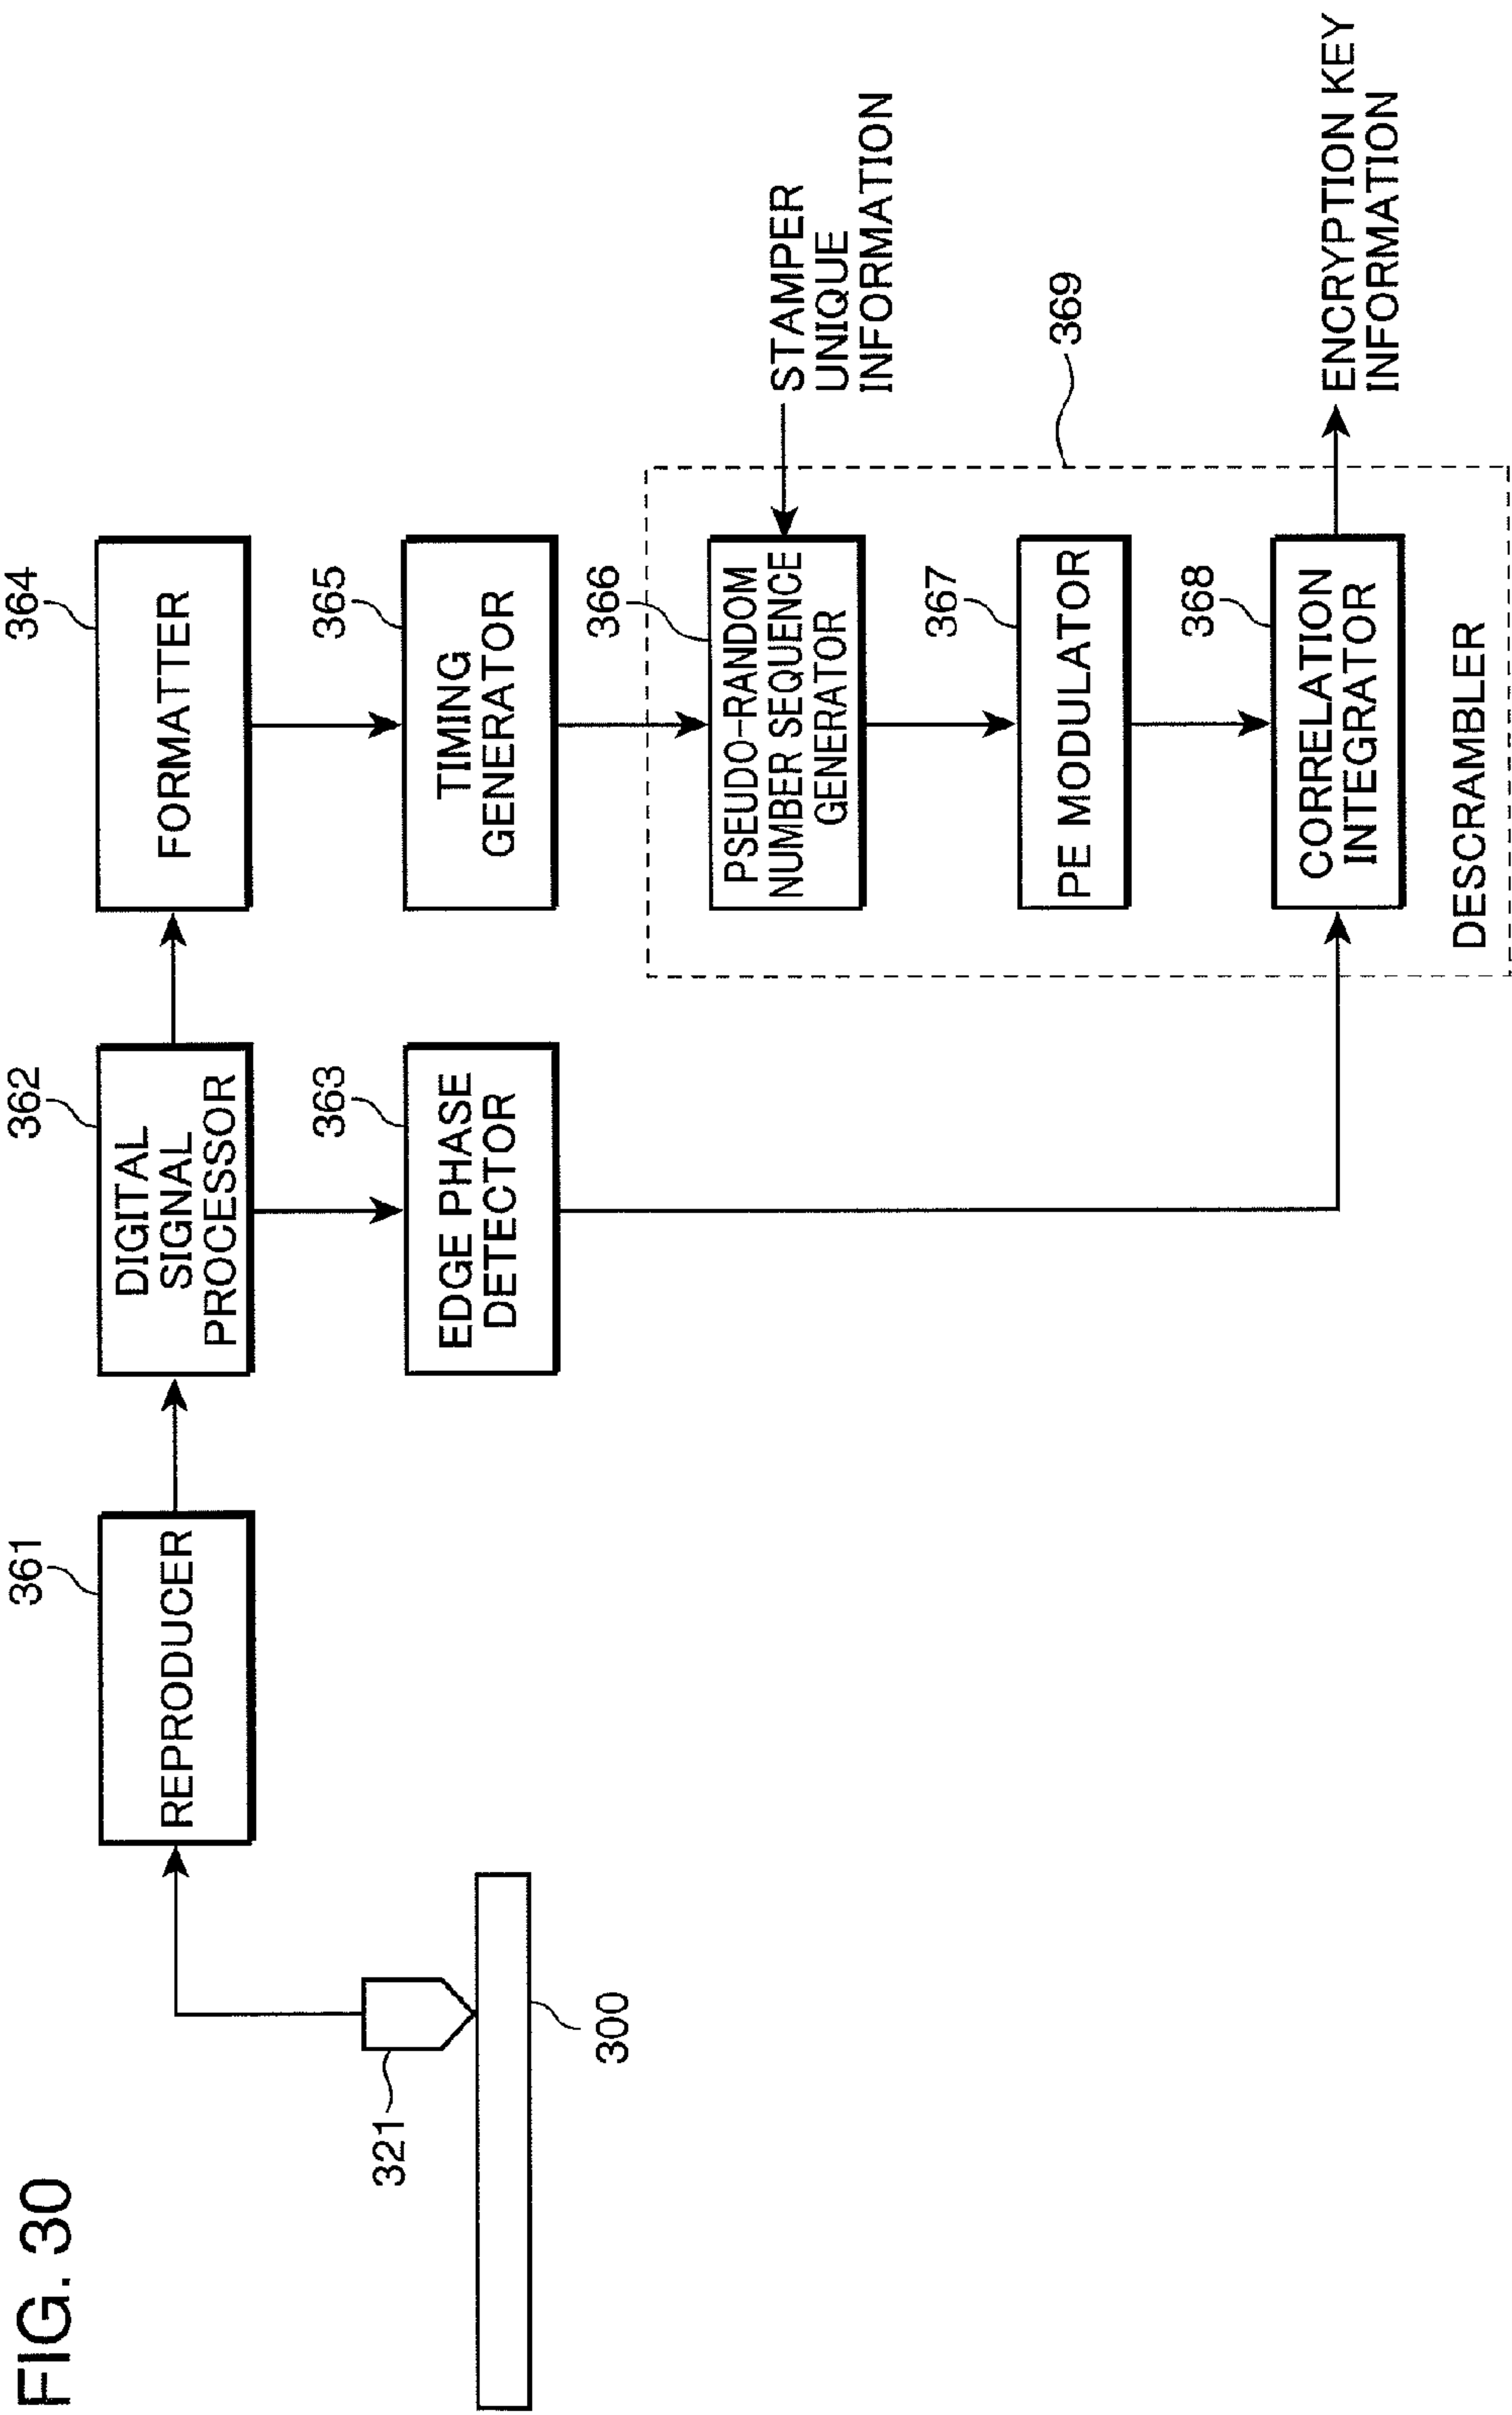 FIG. 30
321
300
361
REPRODUCER
362
DIGITAL
SIGNAL
PROCESSOR
363
EDGE PHASE
DETECTOR
364
FORMATTER
365
TIMING
GENERATOR
366
PSEUDO-RANDOM
NUMBER SEQUENCE
GENERATOR
STAMPER
UNIQUE
INFORMATION
367
PE MODULATOR
369
368
CORRELATION
INTEGRATOR
ENCRYPTION KEY
INFORMATION
DESCRAMBLER